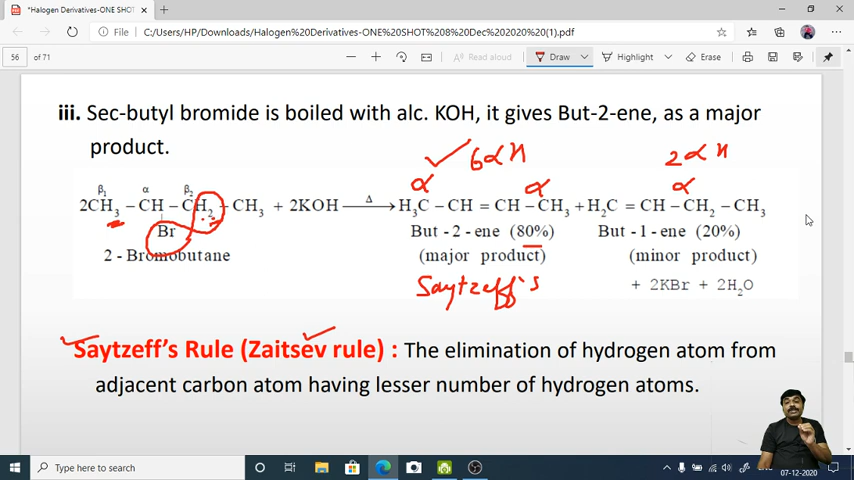 *Halogen Derivatives-ONE SHOT
File C:/Users/HP/Downloads/Halogen%20Derivatives-ONE%20SHOT%208%20Dec%202020%20(1).pdf
56 of 71
Read aloud Draw Highlight Erase
iii. Sec-butyl bromide is boiled with alc. KOH, it gives But-2-ene, as a major
product.
6αH 2αH
α α α
β₁ α β₂
2CH₃ – CH – CH₂ – CH₃ + 2KOH —Δ→ H₃C – CH = CH – CH₃ + H₂C = CH – CH₂ – CH₃
Br But - 2 - ene (80%) But - 1 - ene (20%)
2 - Bromobutane (major product) (minor product)
Saytzeff's + 2KBr + 2H₂O
Saytzeff's Rule (Zaitsev rule) : The elimination of hydrogen atom from
adjacent carbon atom having lesser number of hydrogen atoms.
Type here to search
07-12-2020